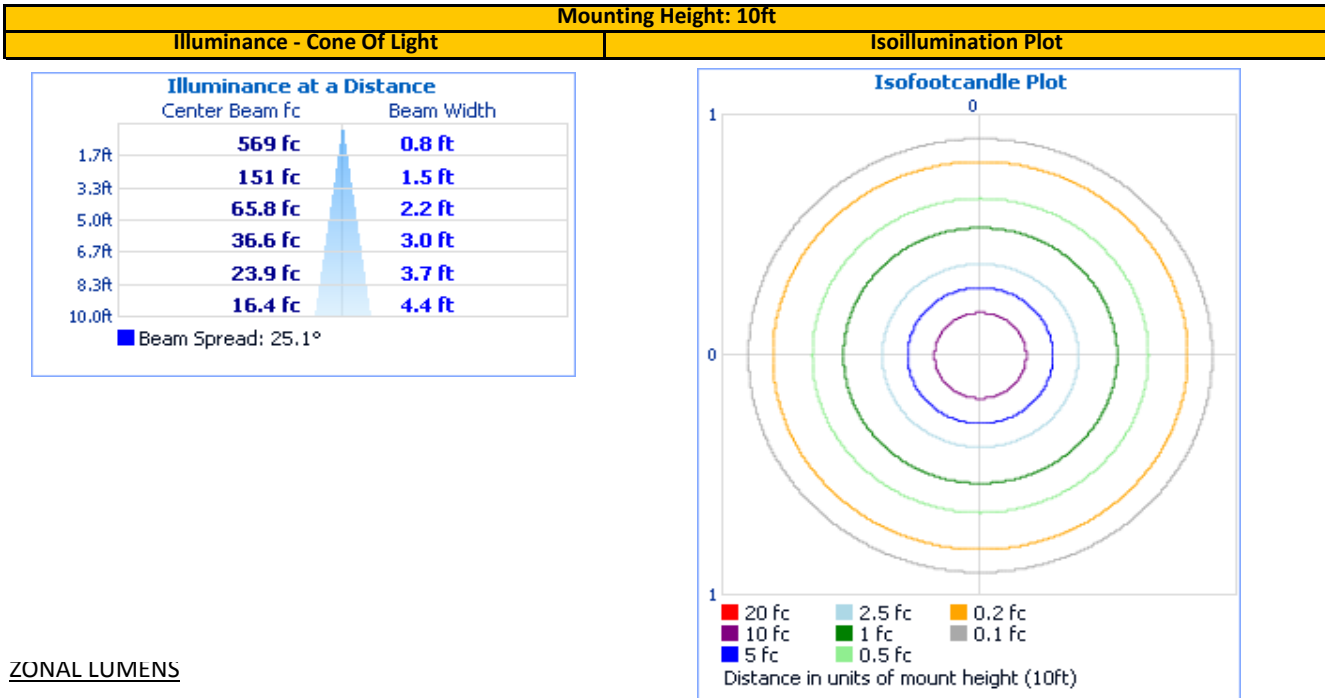 Mounting Height: 10ft
Illuminance - Cone Of Light
Isoillumination Plot
Illuminance at a Distance
Center Beam fc Beam Width
1.7ft 569 fc 0.8 ft
3.3ft 151 fc 1.5 ft
5.0ft 65.8 fc 2.2 ft
6.7ft 36.6 fc 3.0 ft
8.3ft 23.9 fc 3.7 ft
10.0ft 16.4 fc 4.4 ft
Beam Spread: 25.1°
Isofootcandle Plot
0
1
0
1
20 fc 2.5 fc 0.2 fc
10 fc 1 fc 0.1 fc
5 fc 0.5 fc
Distance in units of mount height (10ft)
ZONAL LUMENS